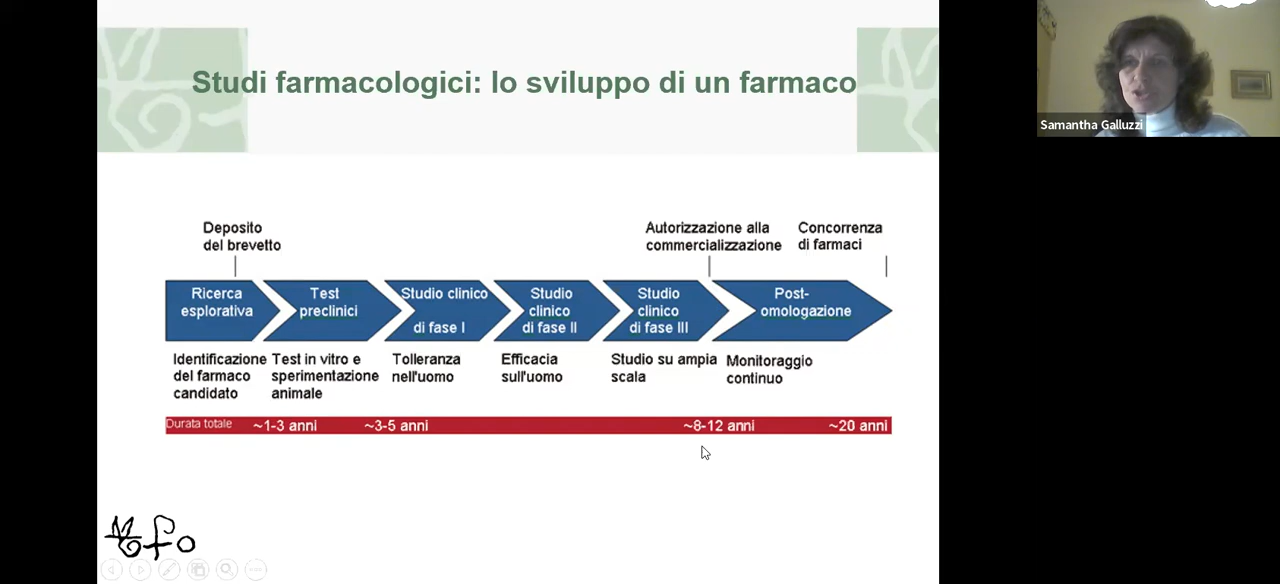 Studi farmacologici: lo sviluppo di un farmaco
Samantha Galluzzi
Deposito
del brevetto
Autorizzazione alla
commercializzazione
Concorrenza
di farmaci
Ricerca
esplorativa
Test
preclinici
Studio clinico
di fase I
Studio
clinico
di fase II
Studio
clinico
di fase III
Post-
omologazione
Identificazione
del farmaco
candidato
Test in vitro e
sperimentazione
animale
Tolleranza
nell'uomo
Efficacia
sull'uomo
Studio su ampia
scala
Monitoraggio
continuo
Durata totale ~1-3 anni ~3-5 anni ~8-12 anni ~20 anni